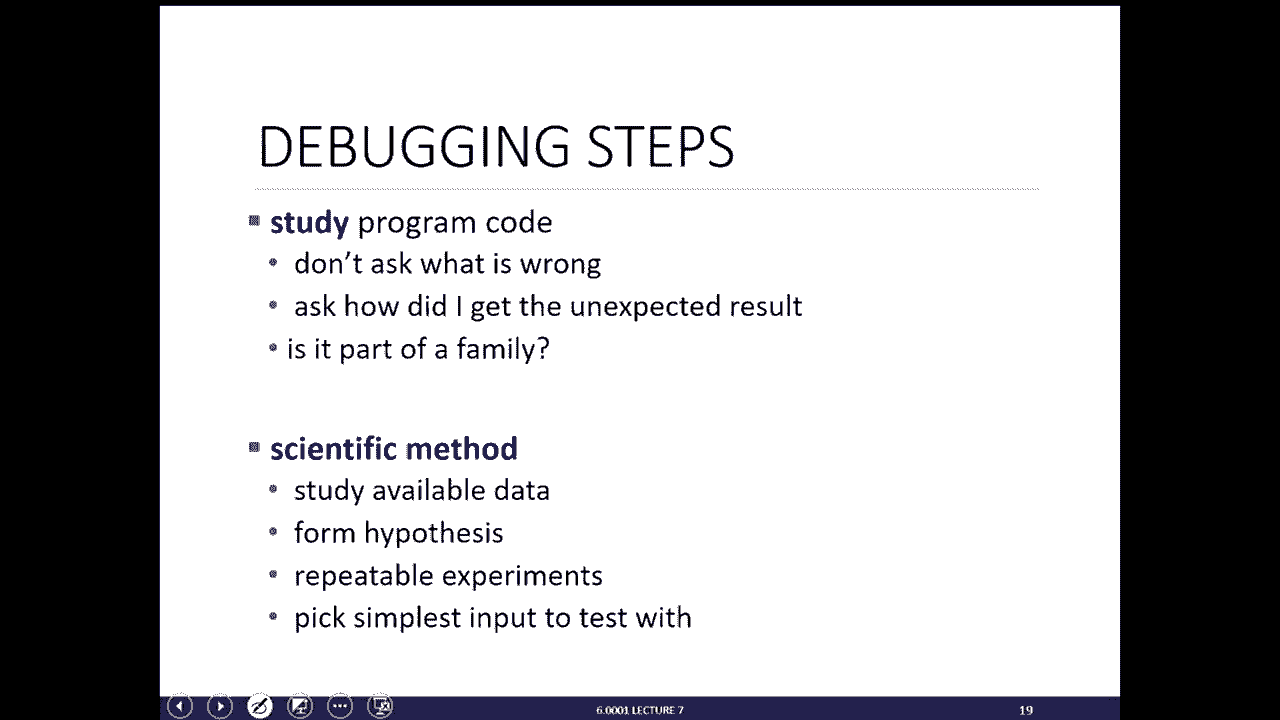 DEBUGGING STEPS
▪ study program code
• don’t ask what is wrong
• ask how did I get the unexpected result
• is it part of a family?
▪ scientific method
• study available data
• form hypothesis
• repeatable experiments
• pick simplest input to test with
6.0001 LECTURE 7
19